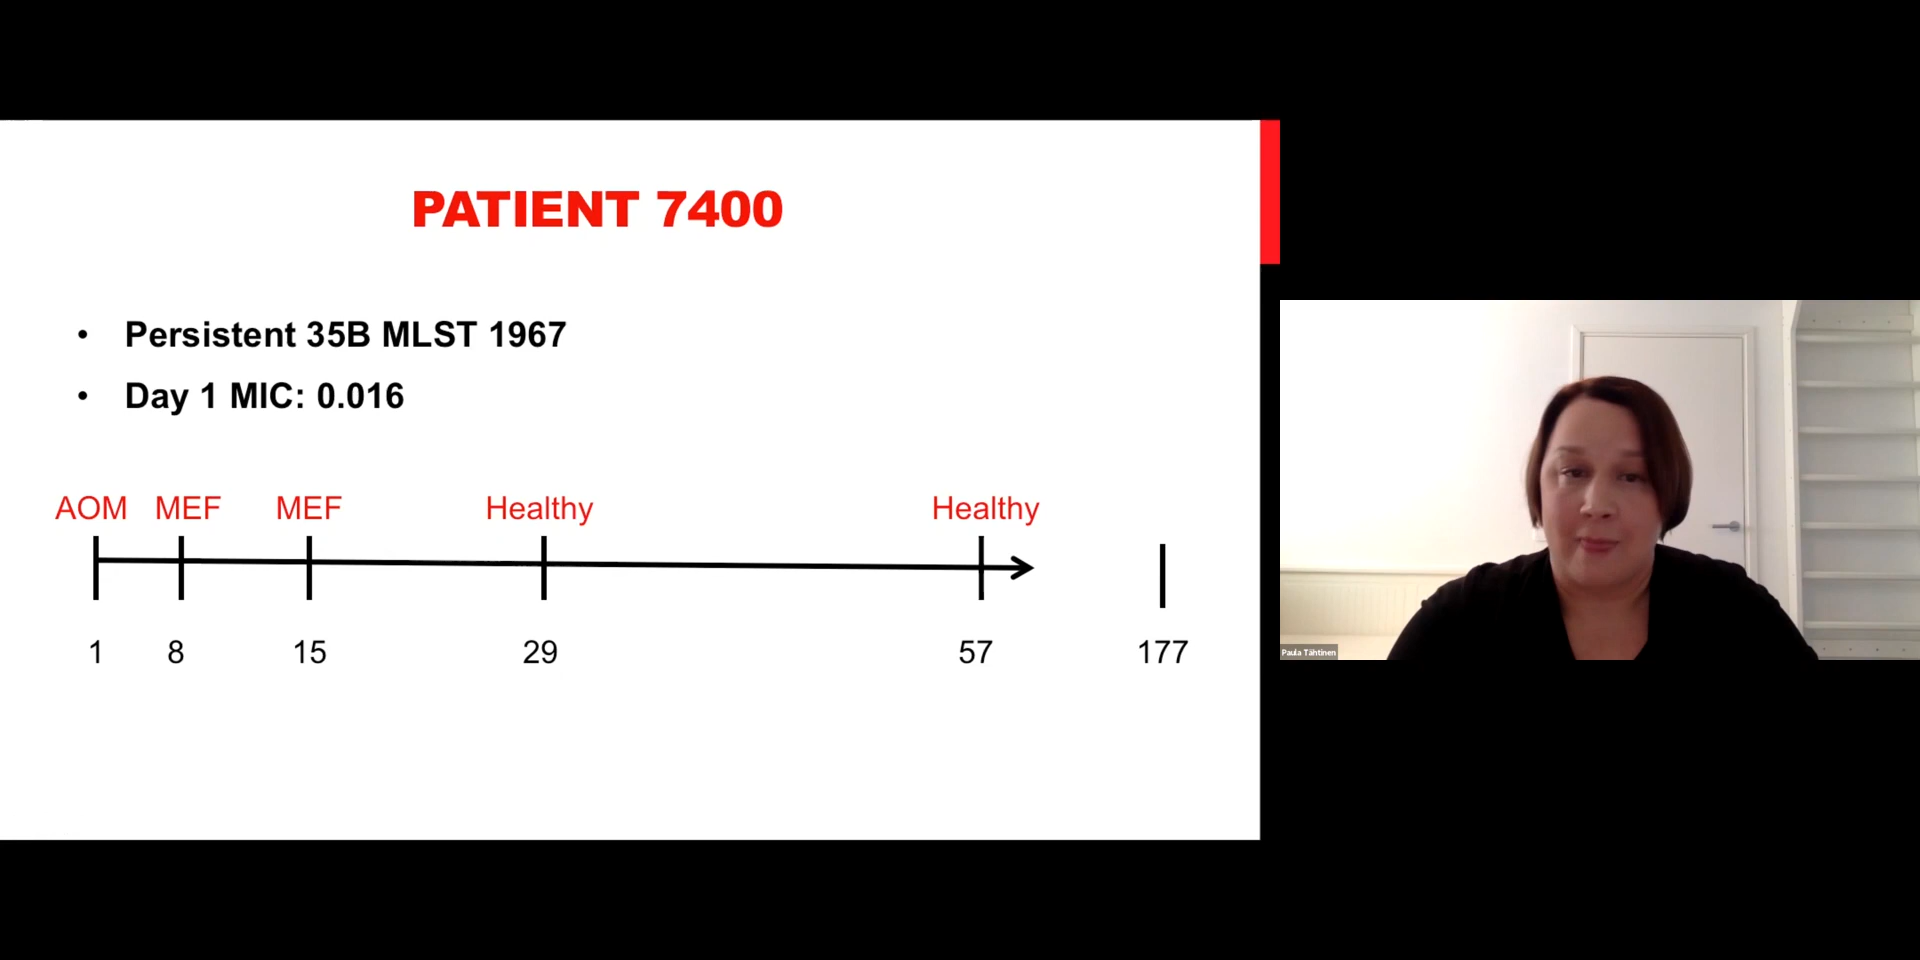 PATIENT 7400
• Persistent 35B MLST 1967
• Day 1 MIC: 0.016
AOM MEF MEF Healthy Healthy
1 8 15 29 57 177
Paula Tähtinen